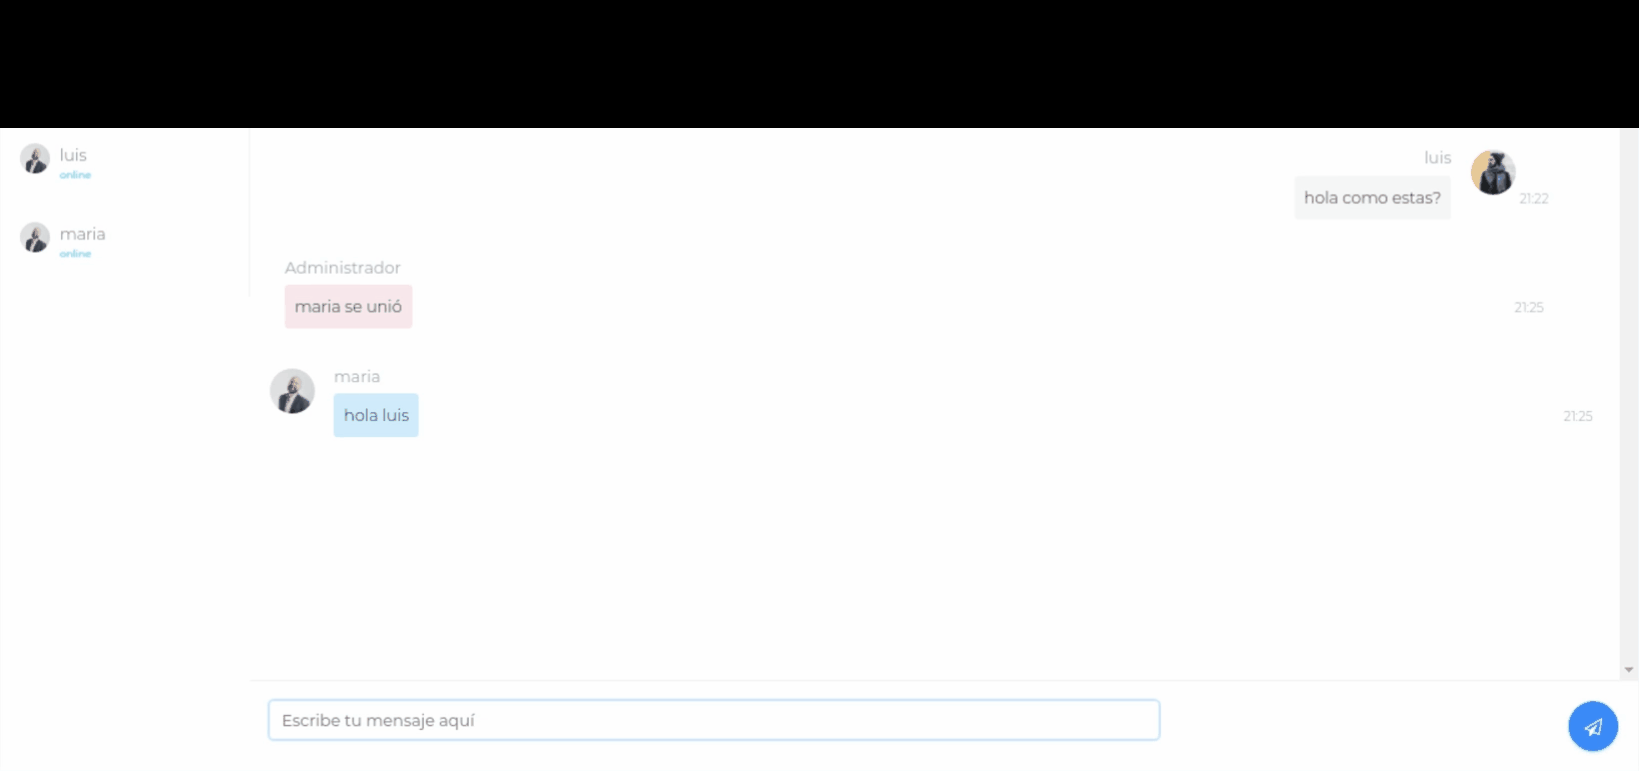 luis
online
maria
online
luis
hola como estas?
21:22
Administrador
maria se unió
21:25
maria
hola luis
21:25
Escribe tu mensaje aquí